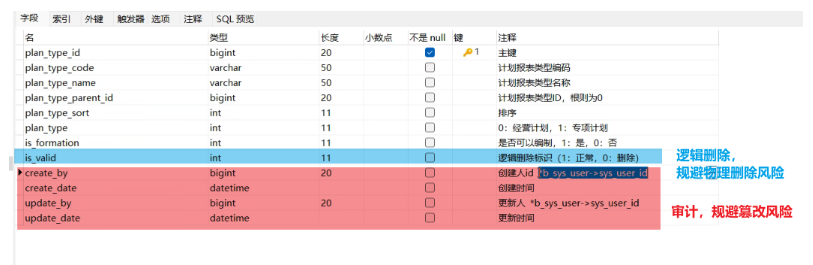 字段 索引 外键 触发器 选项 注释 SQL 预览
名 类型 长度 小数点 不是 null 键 注释
plan_type_id bigint 20 1 主键
plan_type_code varchar 50 计划报表类型编码
plan_type_name varchar 50 计划报表类型名称
plan_type_parent_id bigint 20 计划报表类型ID，根则为0
plan_type_sort int 11 排序
plan_type int 11 0：经营计划，1：专项计划
is_formation int 11 是否可以编制，1：是，0：否
is_valid int 11 逻辑删除标识（1：正常，0：删除）
create_by bigint 20 创建人id *b_sys_user->sys_user_id
create_date datetime 创建时间
update_by bigint 20 更新人 *b_sys_user->sys_user_id
update_date datetime 更新时间
逻辑删除，
规避物理删除风险
审计，规避篡改风险